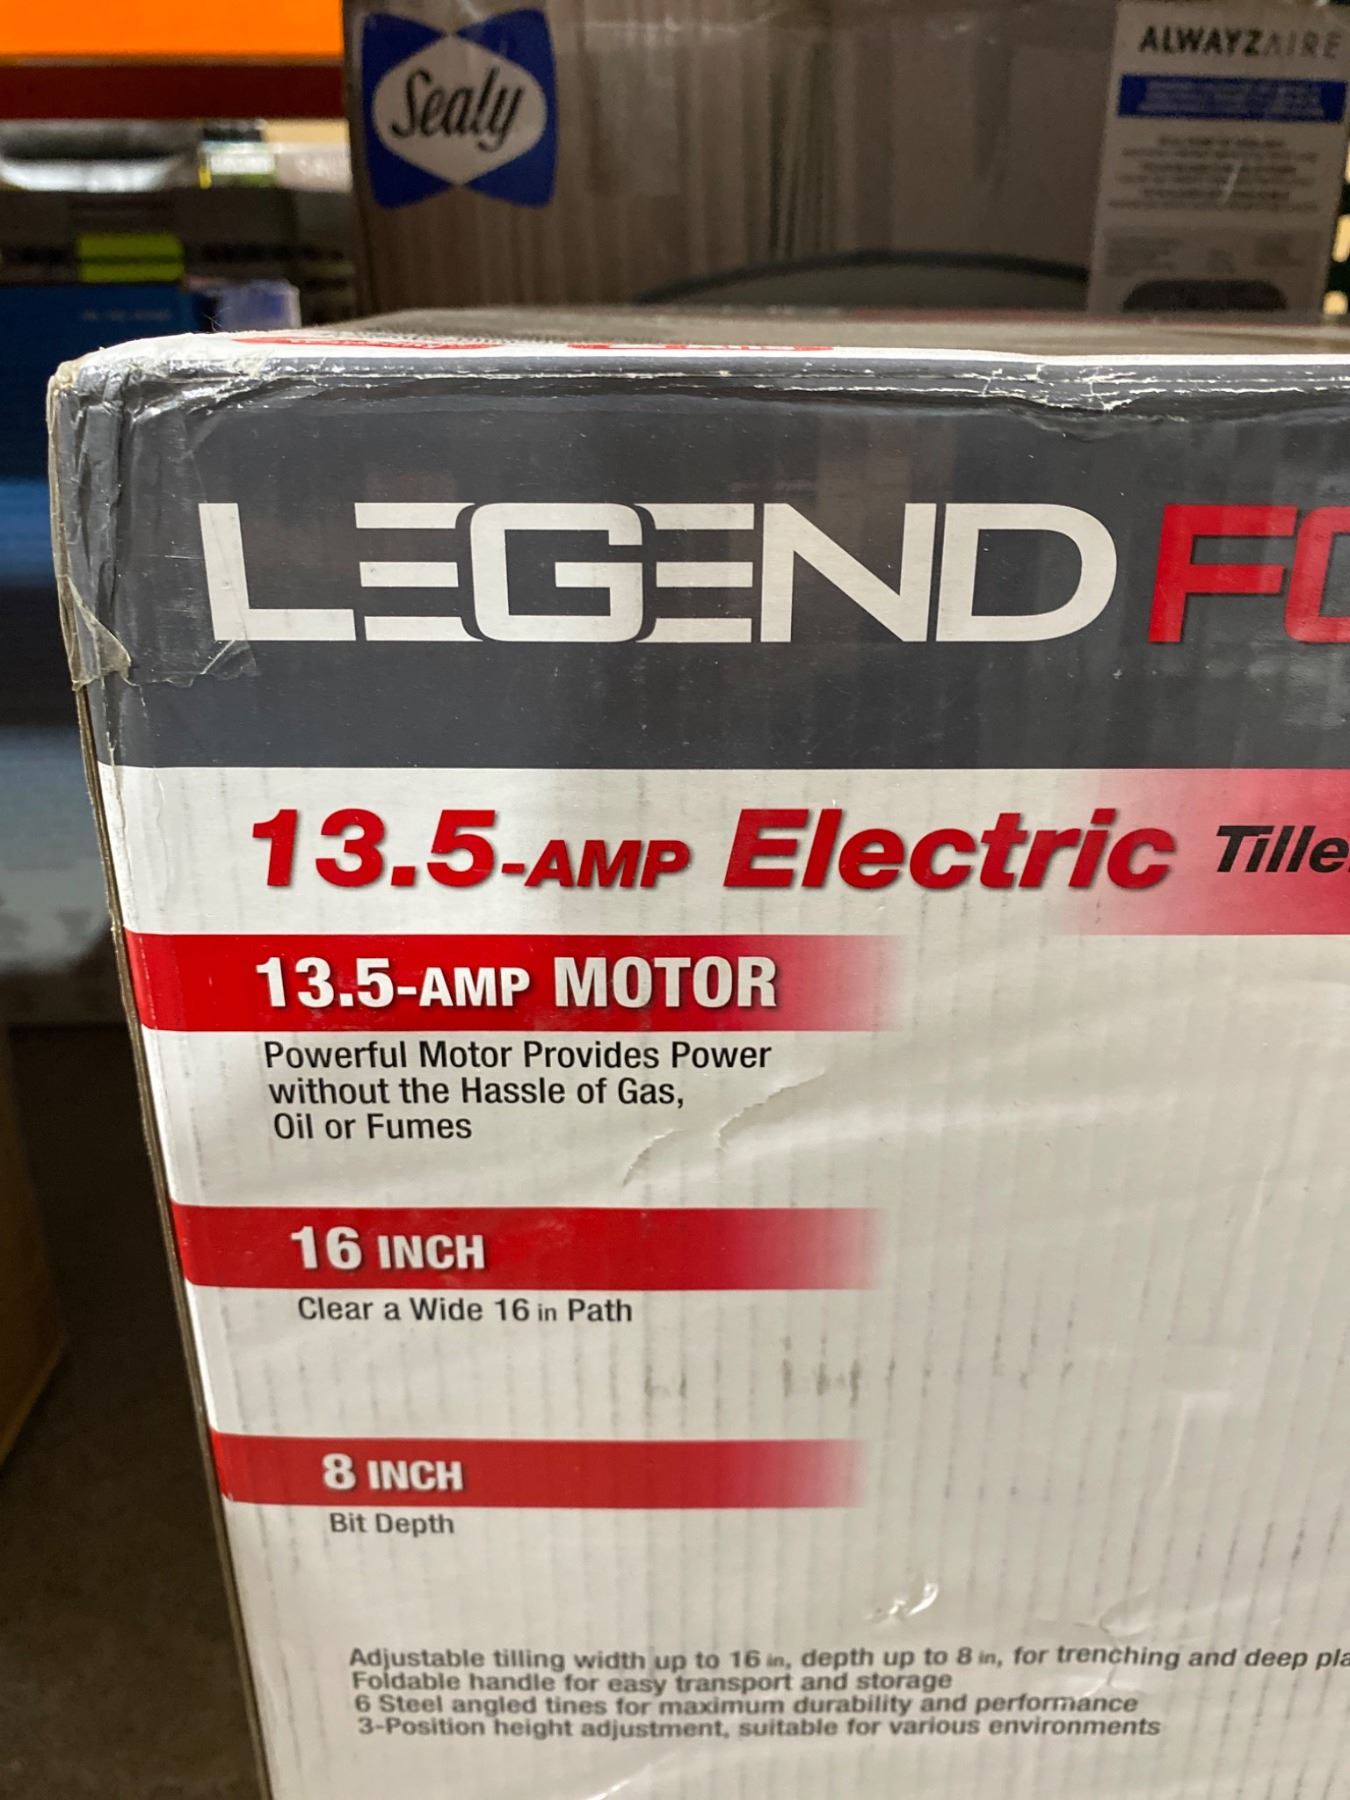 Sealy
ALWAYZAIRE
LEGEND FO
13.5-AMP Electric Tille
13.5-AMP MOTOR
Powerful Motor Provides Power
without the Hassle of Gas,
Oil or Fumes
16 INCH
Clear a Wide 16 in Path
8 INCH
Bit Depth
Adjustable tilling width up to 16 in, depth up to 8 in, for trenching and deep pla
Foldable handle for easy transport and storage
6 Steel angled tines for maximum durability and performance
3-Position height adjustment, suitable for various environments